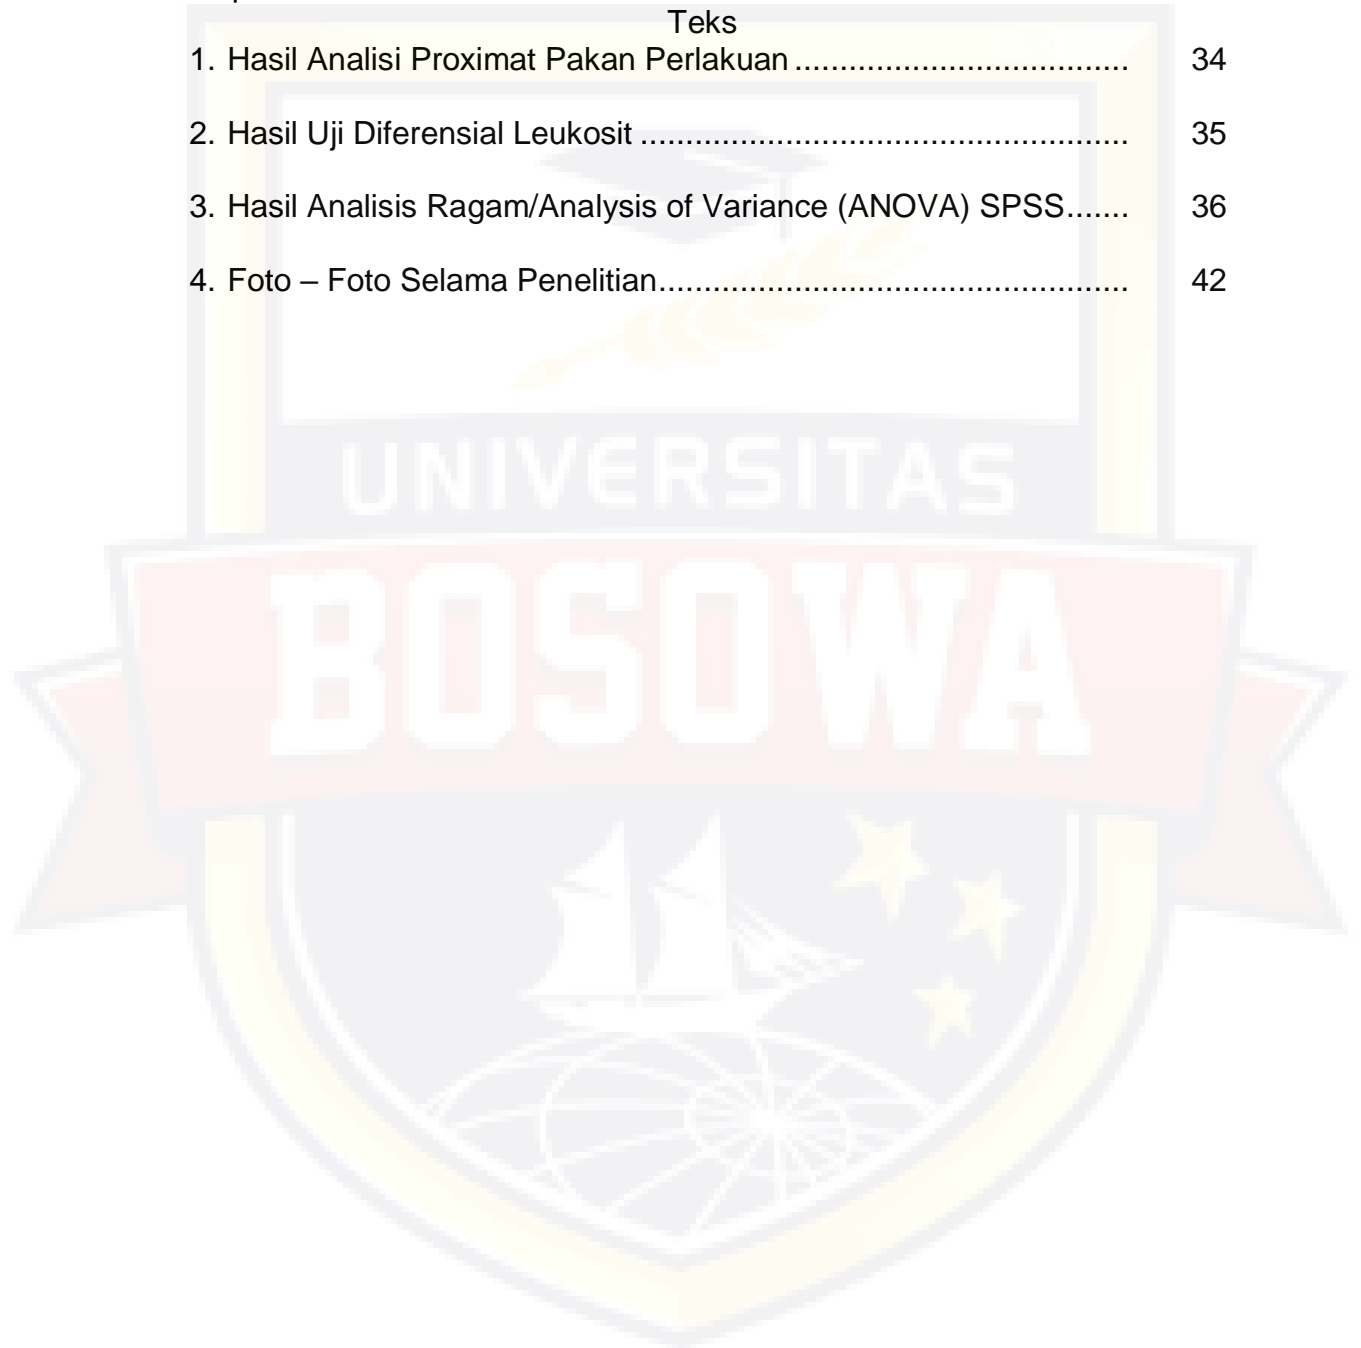 Teks
1. Hasil Analisi Proximat Pakan Perlakuan ..................................... 34
2. Hasil Uji Diferensial Leukosit ...................................................... 35
3. Hasil Analisis Ragam/Analysis of Variance (ANOVA) SPSS....... 36
4. Foto – Foto Selama Penelitian.................................................... 42
UNIVERSITAS
BOSOWA